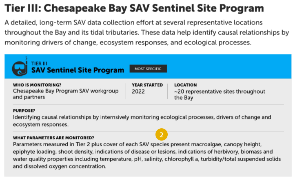 Tier III: Chesapeake Bay SAV Sentinel Site Program
A detailed, long-term SAV data collection effort at several representative locations
throughout the Bay and its tidal tributaries. These data help identify causal relationships by
monitoring drivers of change, ecosystem responses, and ecological processes.
TIER III
SAV Sentinel Site Program
MOST SPECIFIC
WHO IS MONITORING?
Chesapeake Bay Program SAV workgroup
and partners
YEAR STARTED
2022
LOCATION
~20 representative sites throughout
the Bay
PURPOSE?
Identifying causal relationships by intensively monitoring ecological processes, drivers of change and
ecosystem responses.
2
WHAT PARAMETERS ARE MONITORED?
Parameters measured in Tier 2 plus cover of each SAV species present macroalgae, canopy height,
epiphyte loading, shoot density, indications of disease or lesions, indications of herbivory, biomass and
water quality properties including temperature, pH, salinity, chlorophyll a, turbidity/total suspended solids
and dissolved oxygen concentration.